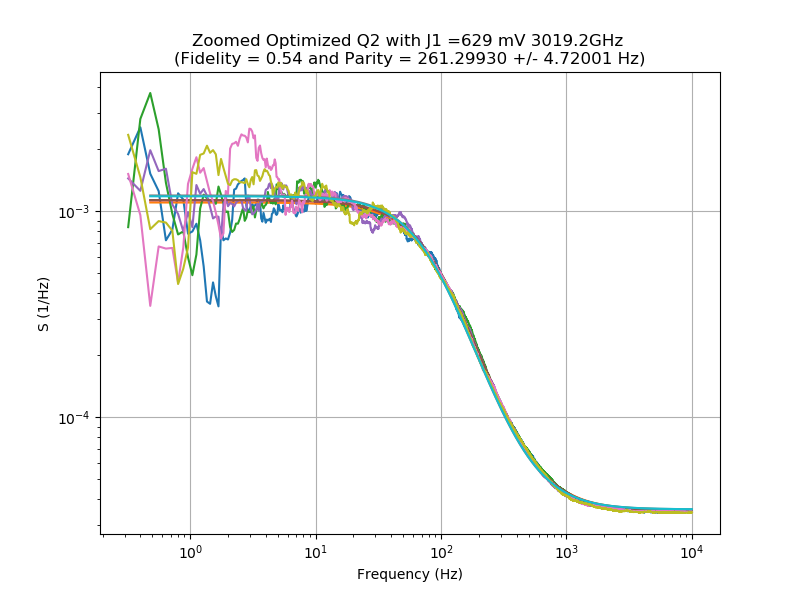 Zoomed Optimized Q2 with J1 =629 mV 3019.2GHz
(Fidelity = 0.54 and Parity = 261.29930 +/- 4.72001 Hz)
10⁻³
S (1/Hz)
10⁻⁴
10⁰ 10¹ 10² 10³ 10⁴
Frequency (Hz)